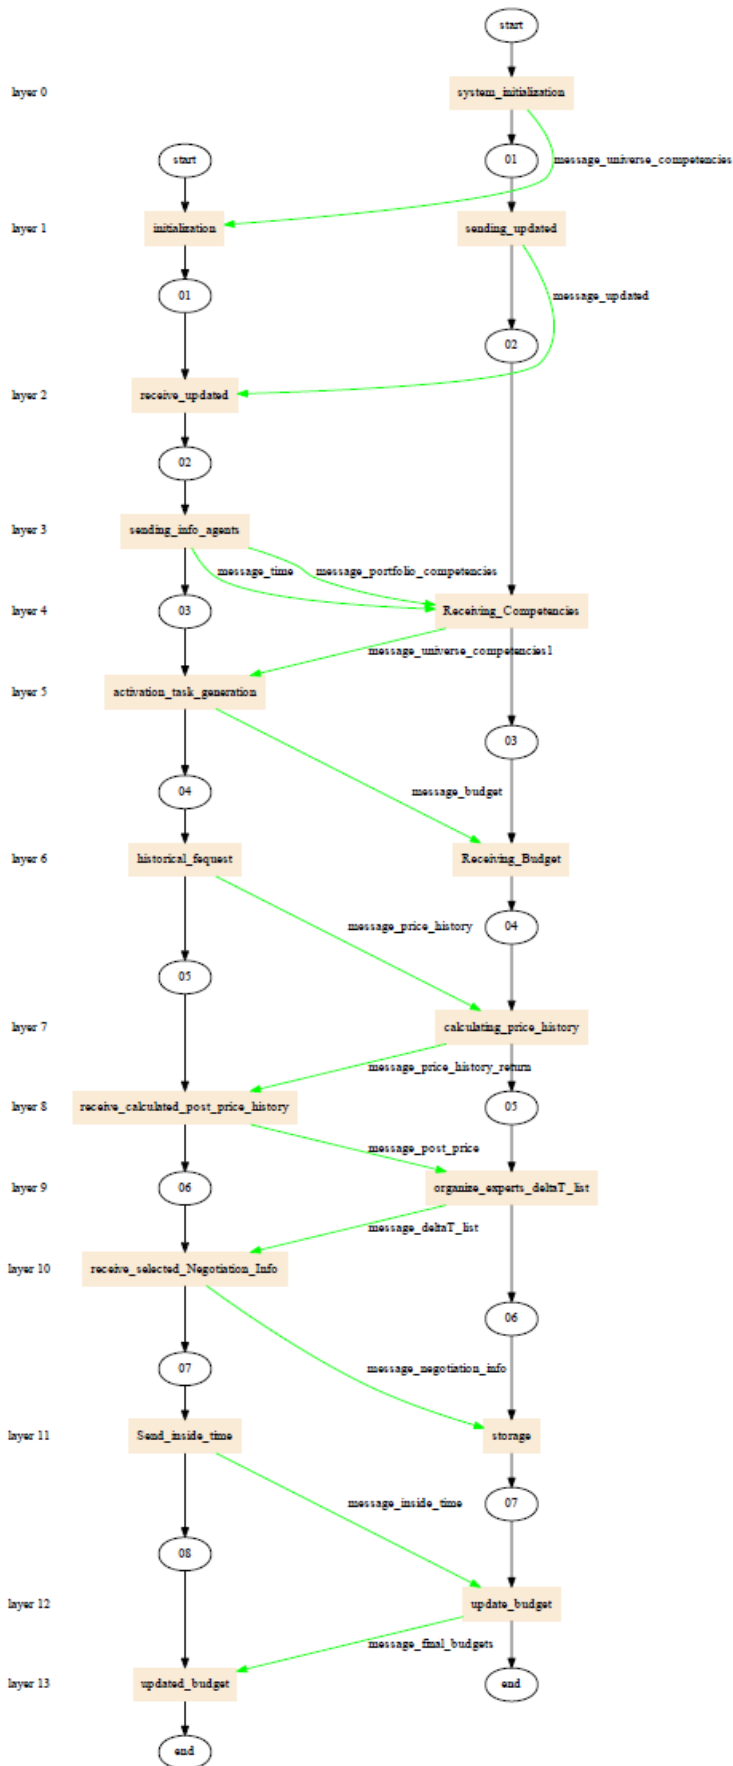 start
layer 0
system_initialization
start
01
message_universe_competencies
layer 1
initialization
sending_updated
01
message_updated
02
layer 2
receive_updated
02
layer 3
sending_info_agents
message_time
message_portfolio_competencies
layer 4
03
Receiving_Competencies
message_universe_competencies1
layer 5
activation_task_generation
03
04
message_budget
layer 6
historical_fequest
Receiving_Budget
message_price_history
04
05
layer 7
calculating_price_history
message_price_history_return
layer 8
receive_calculated_post_price_history
05
message_post_price
layer 9
06
organize_experts_deltaT_list
message_deltaT_list
layer 10
receive_selected_Negotiation_Info
06
07
message_negotiation_info
layer 11
Send_inside_time
storage
message_inside_time
07
08
layer 12
update_budget
message_final_budgets
layer 13
updated_budget
end
end